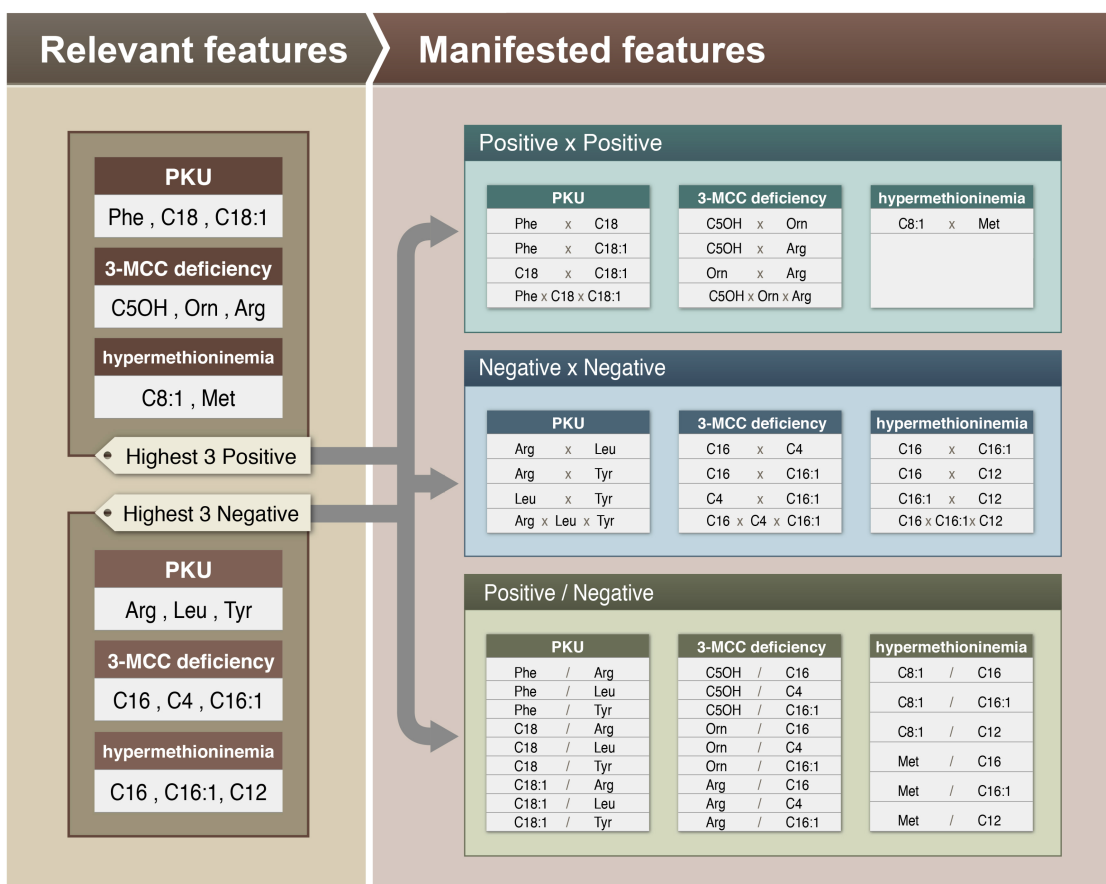 Relevant features
Manifested features
PKU
Phe , C18 , C18:1
3-MCC deficiency
C5OH , Orn , Arg
hypermethioninemia
C8:1 , Met
Highest 3 Positive
Highest 3 Negative
PKU
Arg , Leu , Tyr
3-MCC deficiency
C16 , C4 , C16:1
hypermethioninemia
C16 , C16:1, C12
Positive x Positive
PKU
Phe x C18
Phe x C18:1
C18 x C18:1
Phe x C18 x C18:1
3-MCC deficiency
C5OH x Orn
C5OH x Arg
Orn x Arg
C5OH x Orn x Arg
hypermethioninemia
C8:1 x Met
Negative x Negative
PKU
Arg x Leu
Arg x Tyr
Leu x Tyr
Arg x Leu x Tyr
3-MCC deficiency
C16 x C4
C16 x C16:1
C4 x C16:1
C16 x C4 x C16:1
hypermethioninemia
C16 x C16:1
C16 x C12
C16:1 x C12
C16 x C16:1x C12
Positive / Negative
PKU
Phe / Arg
Phe / Leu
Phe / Tyr
C18 / Arg
C18 / Leu
C18 / Tyr
C18:1 / Arg
C18:1 / Leu
C18:1 / Tyr
3-MCC deficiency
C5OH / C16
C5OH / C4
C5OH / C16:1
Orn / C16
Orn / C4
Orn / C16:1
Arg / C16
Arg / C4
Arg / C16:1
hypermethioninemia
C8:1 / C16
C8:1 / C16:1
C8:1 / C12
Met / C16
Met / C16:1
Met / C12